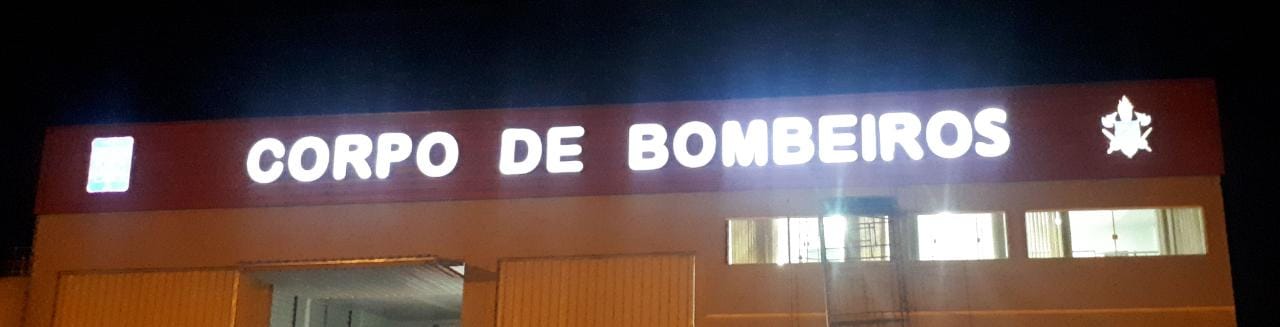 CORPO DE BOMBEIROS